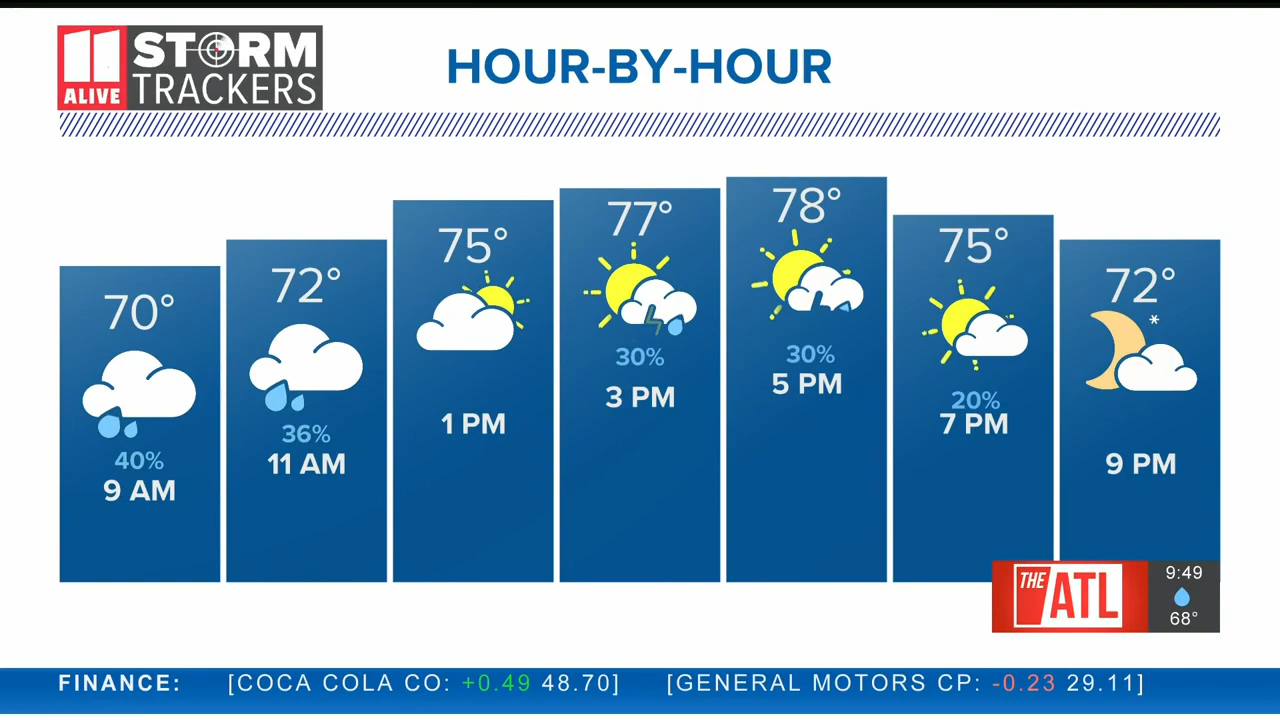 11 ALIVE STORM TRACKERS
HOUR-BY-HOUR
70°
40%
9 AM
72°
36%
11 AM
75°
1 PM
77°
30%
3 PM
78°
30%
5 PM
75°
20%
7 PM
72°
9 PM
THE ATL
9:49
68°
FINANCE: [COCA COLA CO: +0.49 48.70] [GENERAL MOTORS CP: -0.23 29.11]